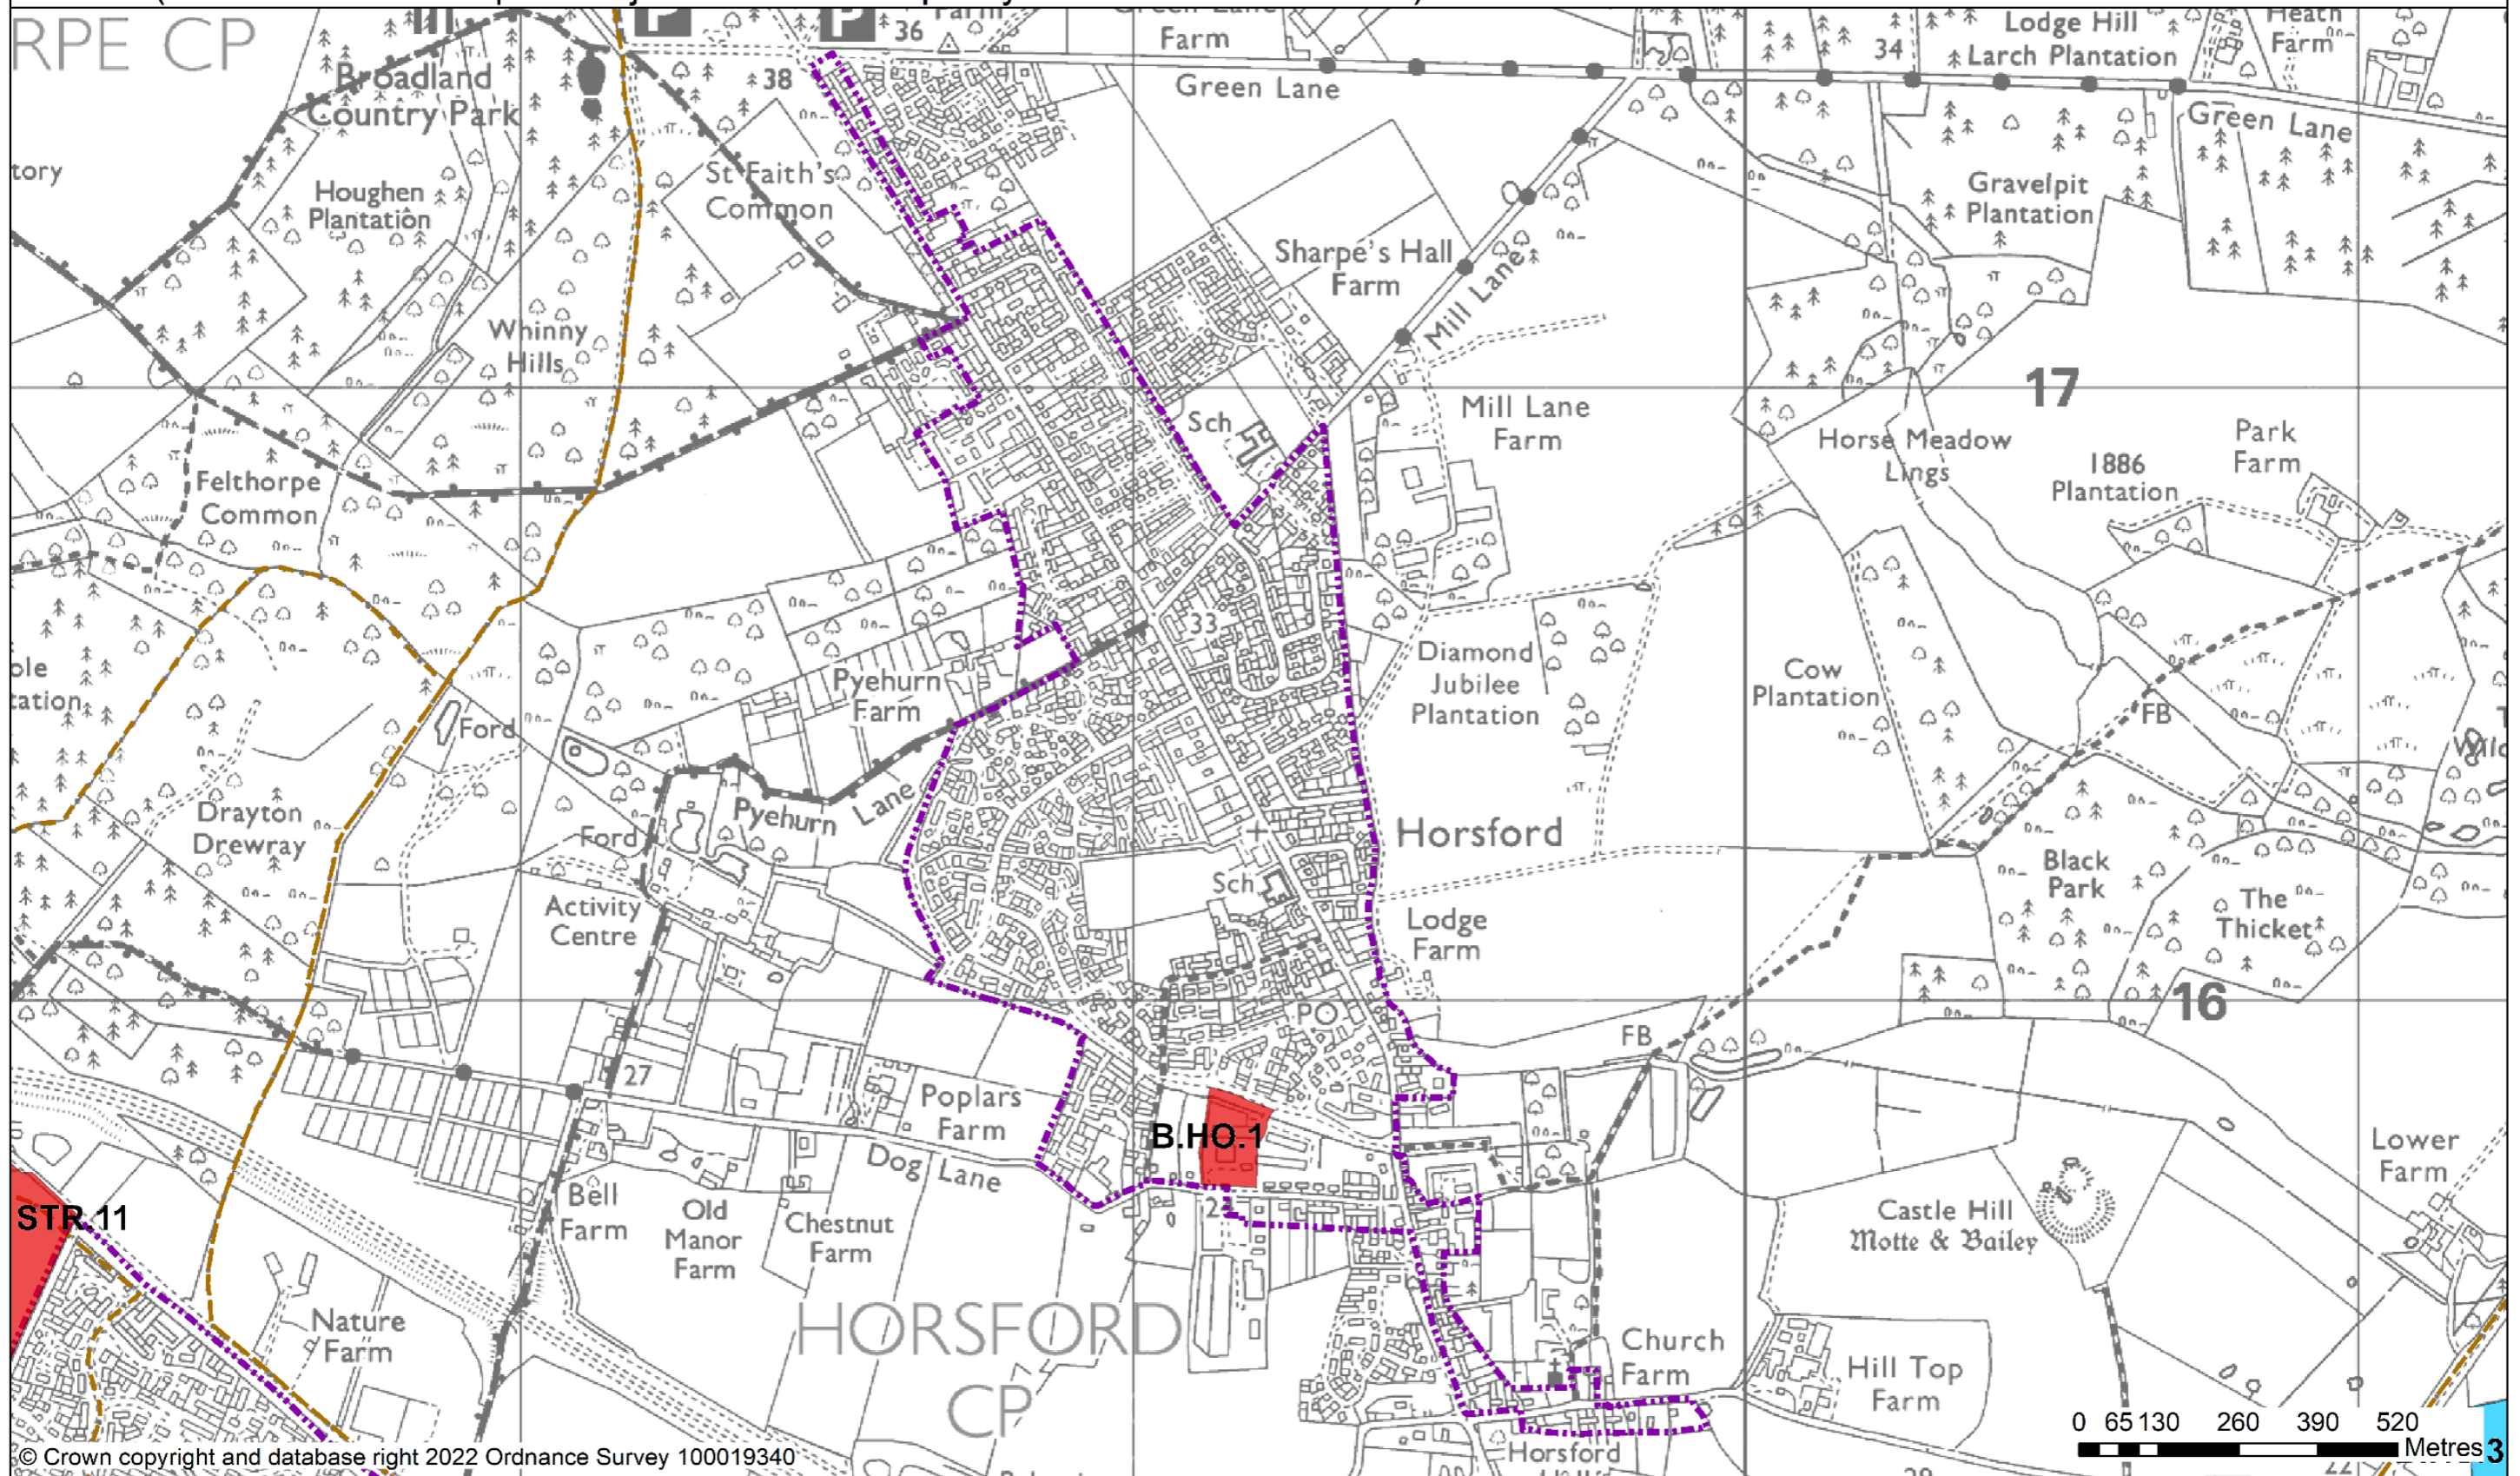 RPE CP
P
P
36
Farm
Green Lane
Farm
Lodge Hill
Larch Plantation
34
Heath
Farm
Broadland
Country Park
38
Green Lane
Green Lane
tory
Houghen
Plantation
St Faith's
Common
Gravelpit
Plantation
Sharpe's Hall
Farm
Mill Lane
Whinny
Hills
17
Sch
Mill Lane
Farm
Horse Meadow
Lings
Park
Farm
1886
Plantation
Felthorpe
Common
33
Diamond
Jubilee
Plantation
Cow
Plantation
Pyehurn
Farm
ole
tation
Ford
FB
Drayton
Drewray
Pyehurn Lane
Ford
Horsford
Black
Park
Sch
The
Thicket
Activity
Centre
Lodge
Farm
16
PO
FB
27
Poplars
Farm
B.HO.1
Dog Lane
Lower
Farm
STR.11
Bell
Farm
Old
Manor
Farm
Chestnut
Farm
Castle Hill
Motte & Bailey
Nature
Farm
HORSFORD
CP
Church
Farm
Hill Top
Farm
0 65 130 260 390 520
Metres
3
© Crown copyright and database right 2022 Ordnance Survey 100019340
Horsford
22